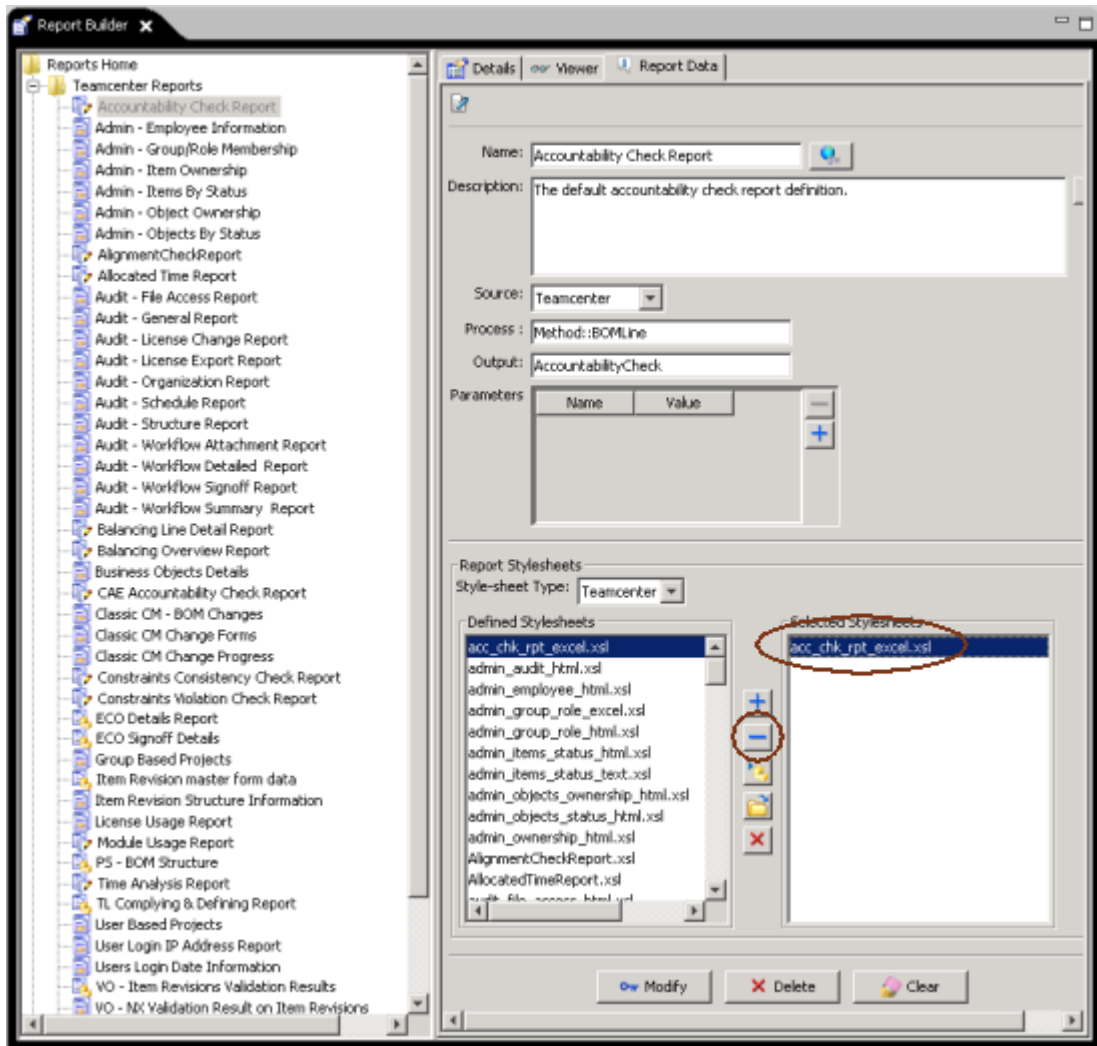 Report Builder
Reports Home
Teamcenter Reports
Accountability Check Report
Admin - Employee Information
Admin - Group/Role Membership
Admin - Item Ownership
Admin - Items By Status
Admin - Object Ownership
Admin - Objects By Status
AlignmentCheckReport
Allocated Time Report
Audit - File Access Report
Audit - General Report
Audit - License Change Report
Audit - License Export Report
Audit - Organization Report
Audit - Schedule Report
Audit - Structure Report
Audit - Workflow Attachment Report
Audit - Workflow Detailed Report
Audit - Workflow Signoff Report
Audit - Workflow Summary Report
Balancing Line Detail Report
Balancing Overview Report
Business Objects Details
CAE Accountability Check Report
Classic CM - BOM Changes
Classic CM Change Forms
Classic CM Change Progress
Constraints Consistency Check Report
Constraints Violation Check Report
ECO Details Report
ECO Signoff Details
Group Based Projects
Item Revision master form data
Item Revision Structure Information
License Usage Report
Module Usage Report
PS - BOM Structure
Time Analysis Report
TL Complying & Defining Report
User Based Projects
User Login IP Address Report
Users Login Date Information
VO - Item Revisions Validation Results
VO - NX Validation Result on Item Revisions
Details Viewer Report Data
Name: Accountability Check Report
Description: The default accountability check report definition.
Source: Teamcenter
Process : Method::BOMLine
Output: AccountabilityCheck
Parameters Name Value
Report Stylesheets
Style-sheet Type: Teamcenter
Defined Stylesheets
acc_chk_rpt_excel.xsl
admin_audit_html.xsl
admin_employee_html.xsl
admin_group_role_excel.xsl
admin_group_role_html.xsl
admin_items_status_html.xsl
admin_items_status_text.xsl
admin_objects_ownership_html.xsl
admin_objects_status_html.xsl
admin_ownership_html.xsl
AlignmentCheckReport.xsl
AllocatedTimeReport.xsl
audit_file_access_html.xsl
Selected Stylesheets
acc_chk_rpt_excel.xsl
Modify Delete Clear